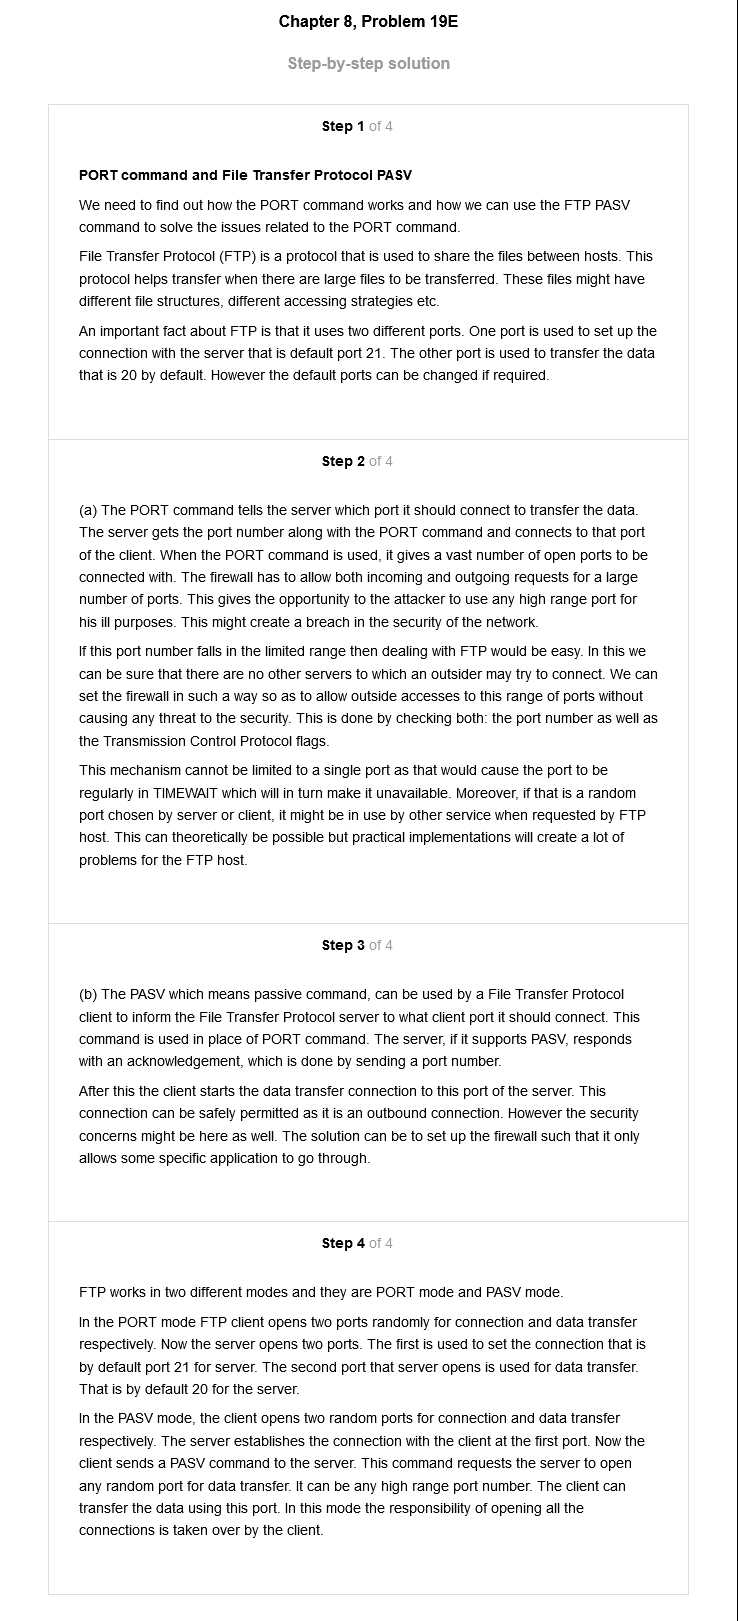 Chapter 8, Problem 19E
Step-by-step solution
Step 1 of 4
PORT command and File Transfer Protocol PASV
We need to find out how the PORT command works and how we can use the FTP PASV
command to solve the issues related to the PORT command.
File Transfer Protocol (FTP) is a protocol that is used to share the files between hosts. This
protocol helps transfer when there are large files to be transferred. These files might have
different file structures, different accessing strategies etc.
An important fact about FTP is that it uses two different ports. One port is used to set up the
connection with the server that is default port 21. The other port is used to transfer the data
that is 20 by default. However the default ports can be changed if required.
Step 2 of 4
(a) The PORT command tells the server which port it should connect to transfer the data.
The server gets the port number along with the PORT command and connects to that port
of the client. When the PORT command is used, it gives a vast number of open ports to be
connected with. The firewall has to allow both incoming and outgoing requests for a large
number of ports. This gives the opportunity to the attacker to use any high range port for
his ill purposes. This might create a breach in the security of the network.
If this port number falls in the limited range then dealing with FTP would be easy. In this we
can be sure that there are no other servers to which an outsider may try to connect. We can
set the firewall in such a way so as to allow outside accesses to this range of ports without
causing any threat to the security. This is done by checking both: the port number as well as
the Transmission Control Protocol flags.
This mechanism cannot be limited to a single port as that would cause the port to be
regularly in TIMEWAIT which will in turn make it unavailable. Moreover, if that is a random
port chosen by server or client, it might be in use by other service when requested by FTP
host. This can theoretically be possible but practical implementations will create a lot of
problems for the FTP host.
Step 3 of 4
(b) The PASV which means passive command, can be used by a File Transfer Protocol
client to inform the File Transfer Protocol server to what client port it should connect. This
command is used in place of PORT command. The server, if it supports PASV, responds
with an acknowledgement, which is done by sending a port number.
After this the client starts the data transfer connection to this port of the server. This
connection can be safely permitted as it is an outbound connection. However the security
concerns might be here as well. The solution can be to set up the firewall such that it only
allows some specific application to go through.
Step 4 of 4
FTP works in two different modes and they are PORT mode and PASV mode.
In the PORT mode FTP client opens two ports randomly for connection and data transfer
respectively. Now the server opens two ports. The first is used to set the connection that is
by default port 21 for server. The second port that server opens is used for data transfer.
That is by default 20 for the server.
In the PASV mode, the client opens two random ports for connection and data transfer
respectively. The server establishes the connection with the client at the first port. Now the
client sends a PASV command to the server. This command requests the server to open
any random port for data transfer. It can be any high range port number. The client can
transfer the data using this port. In this mode the responsibility of opening all the
connections is taken over by the client.